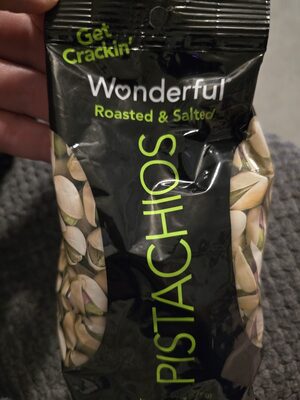 Get
Crackin'
Wonderful
Roasted & Salted
PISTACHIOS